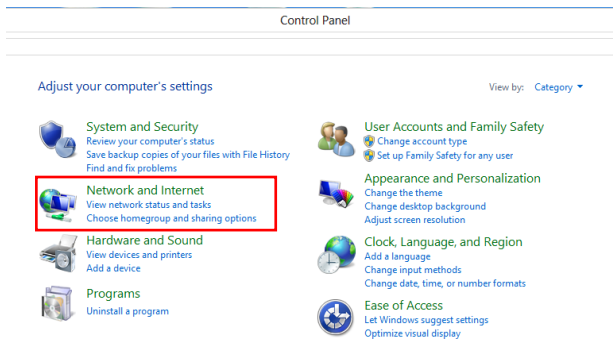 Control Panel
Adjust your computer's settings
View by: Category
System and Security
Review your computer's status
Save backup copies of your files with File History
Find and fix problems
Network and Internet
View network status and tasks
Choose homegroup and sharing options
Hardware and Sound
View devices and printers
Add a device
Programs
Uninstall a program
User Accounts and Family Safety
Change account type
Set up Family Safety for any user
Appearance and Personalization
Change the theme
Change desktop background
Adjust screen resolution
Clock, Language, and Region
Add a language
Change input methods
Change date, time, or number formats
Ease of Access
Let Windows suggest settings
Optimize visual display